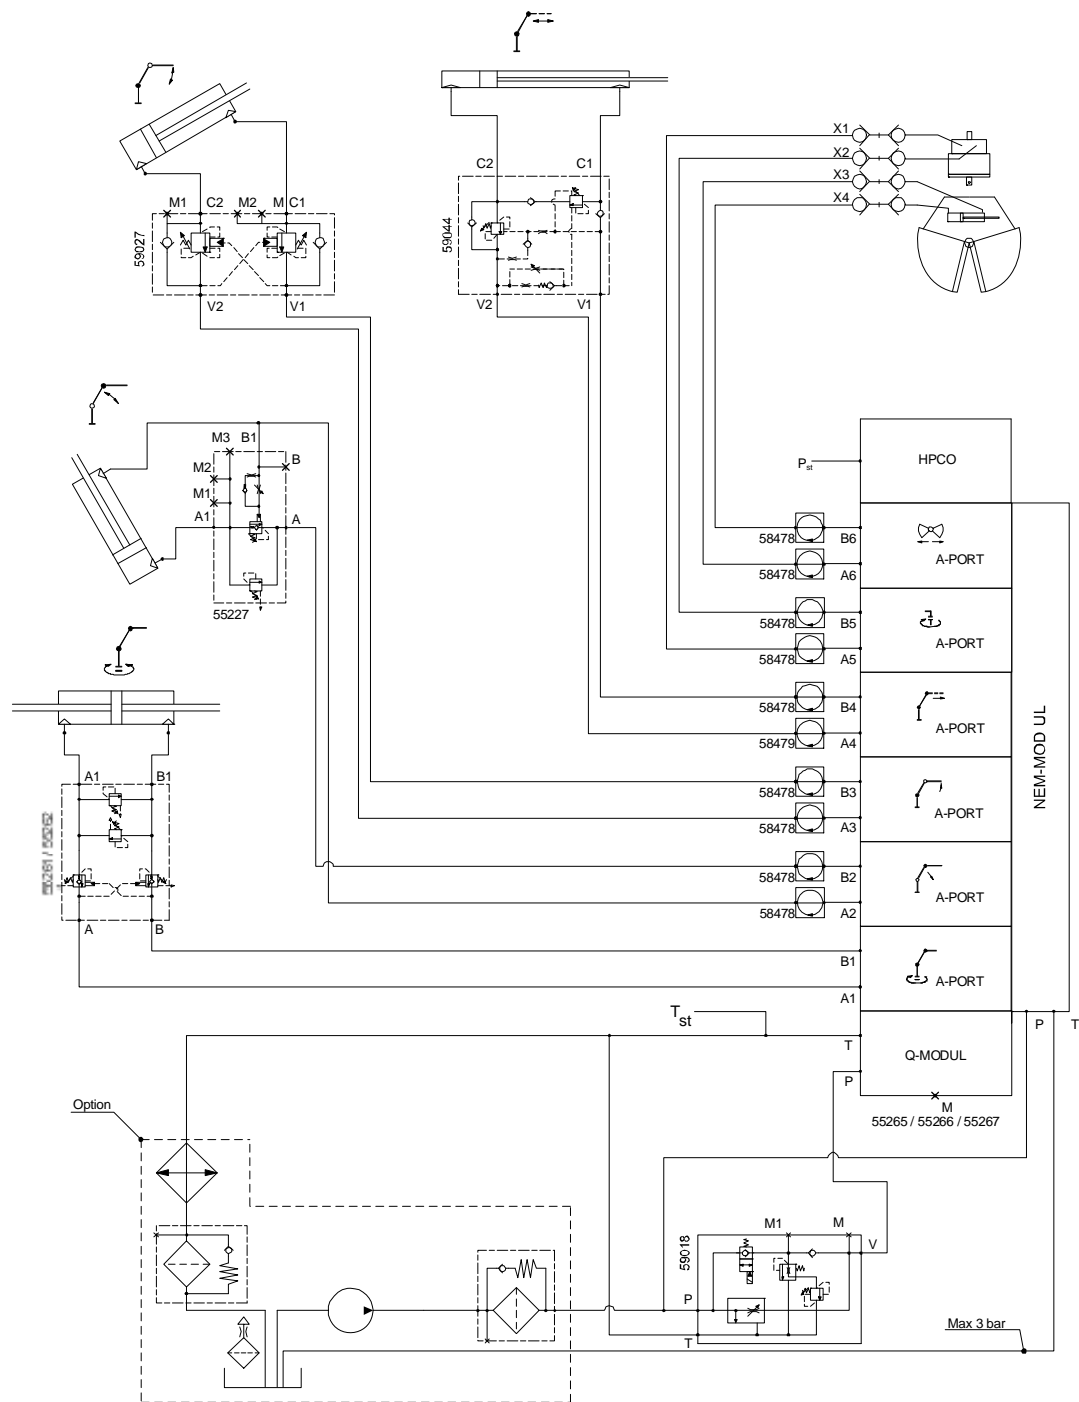 C2
C1
59044
V2
V1
M1
C2
M2
M
C1
59027
V2
V1
X1
X2
X3
X4
M3
B1
B
M2
M1
A1
A
55227
HPCO
Pst
58478
B6
A-PORT
58478
A6
58478
B5
A-PORT
58478
A5
58478
B4
A-PORT
58479
A4
58478
B3
A-PORT
58478
A3
58478
B2
A-PORT
58478
A2
B1
A-PORT
A1
NEM-MOD UL
A1
B1
55261 / 55262
A
B
Tst
T
Q-MODUL
P
P
T
M
55265 / 55266 / 55267
Option
M1
M
59018
V
P
T
Max 3 bar